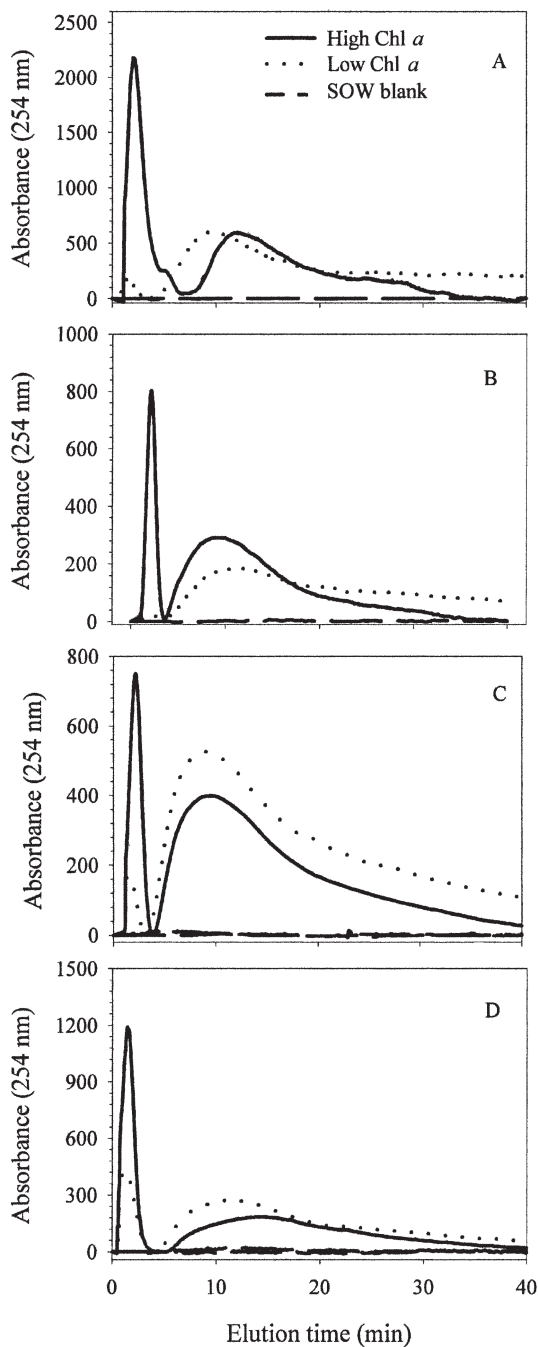 2500
2000
1500
1000
500
0
Absorbance (254 nm)
High Chl a
Low Chl a
SOW blank
A
1000
800
600
400
200
0
Absorbance (254 nm)
B
800
600
400
200
0
Absorbance (254 nm)
C
1500
1200
900
600
300
0
Absorbance (254 nm)
D
0 10 20 30 40
Elution time (min)